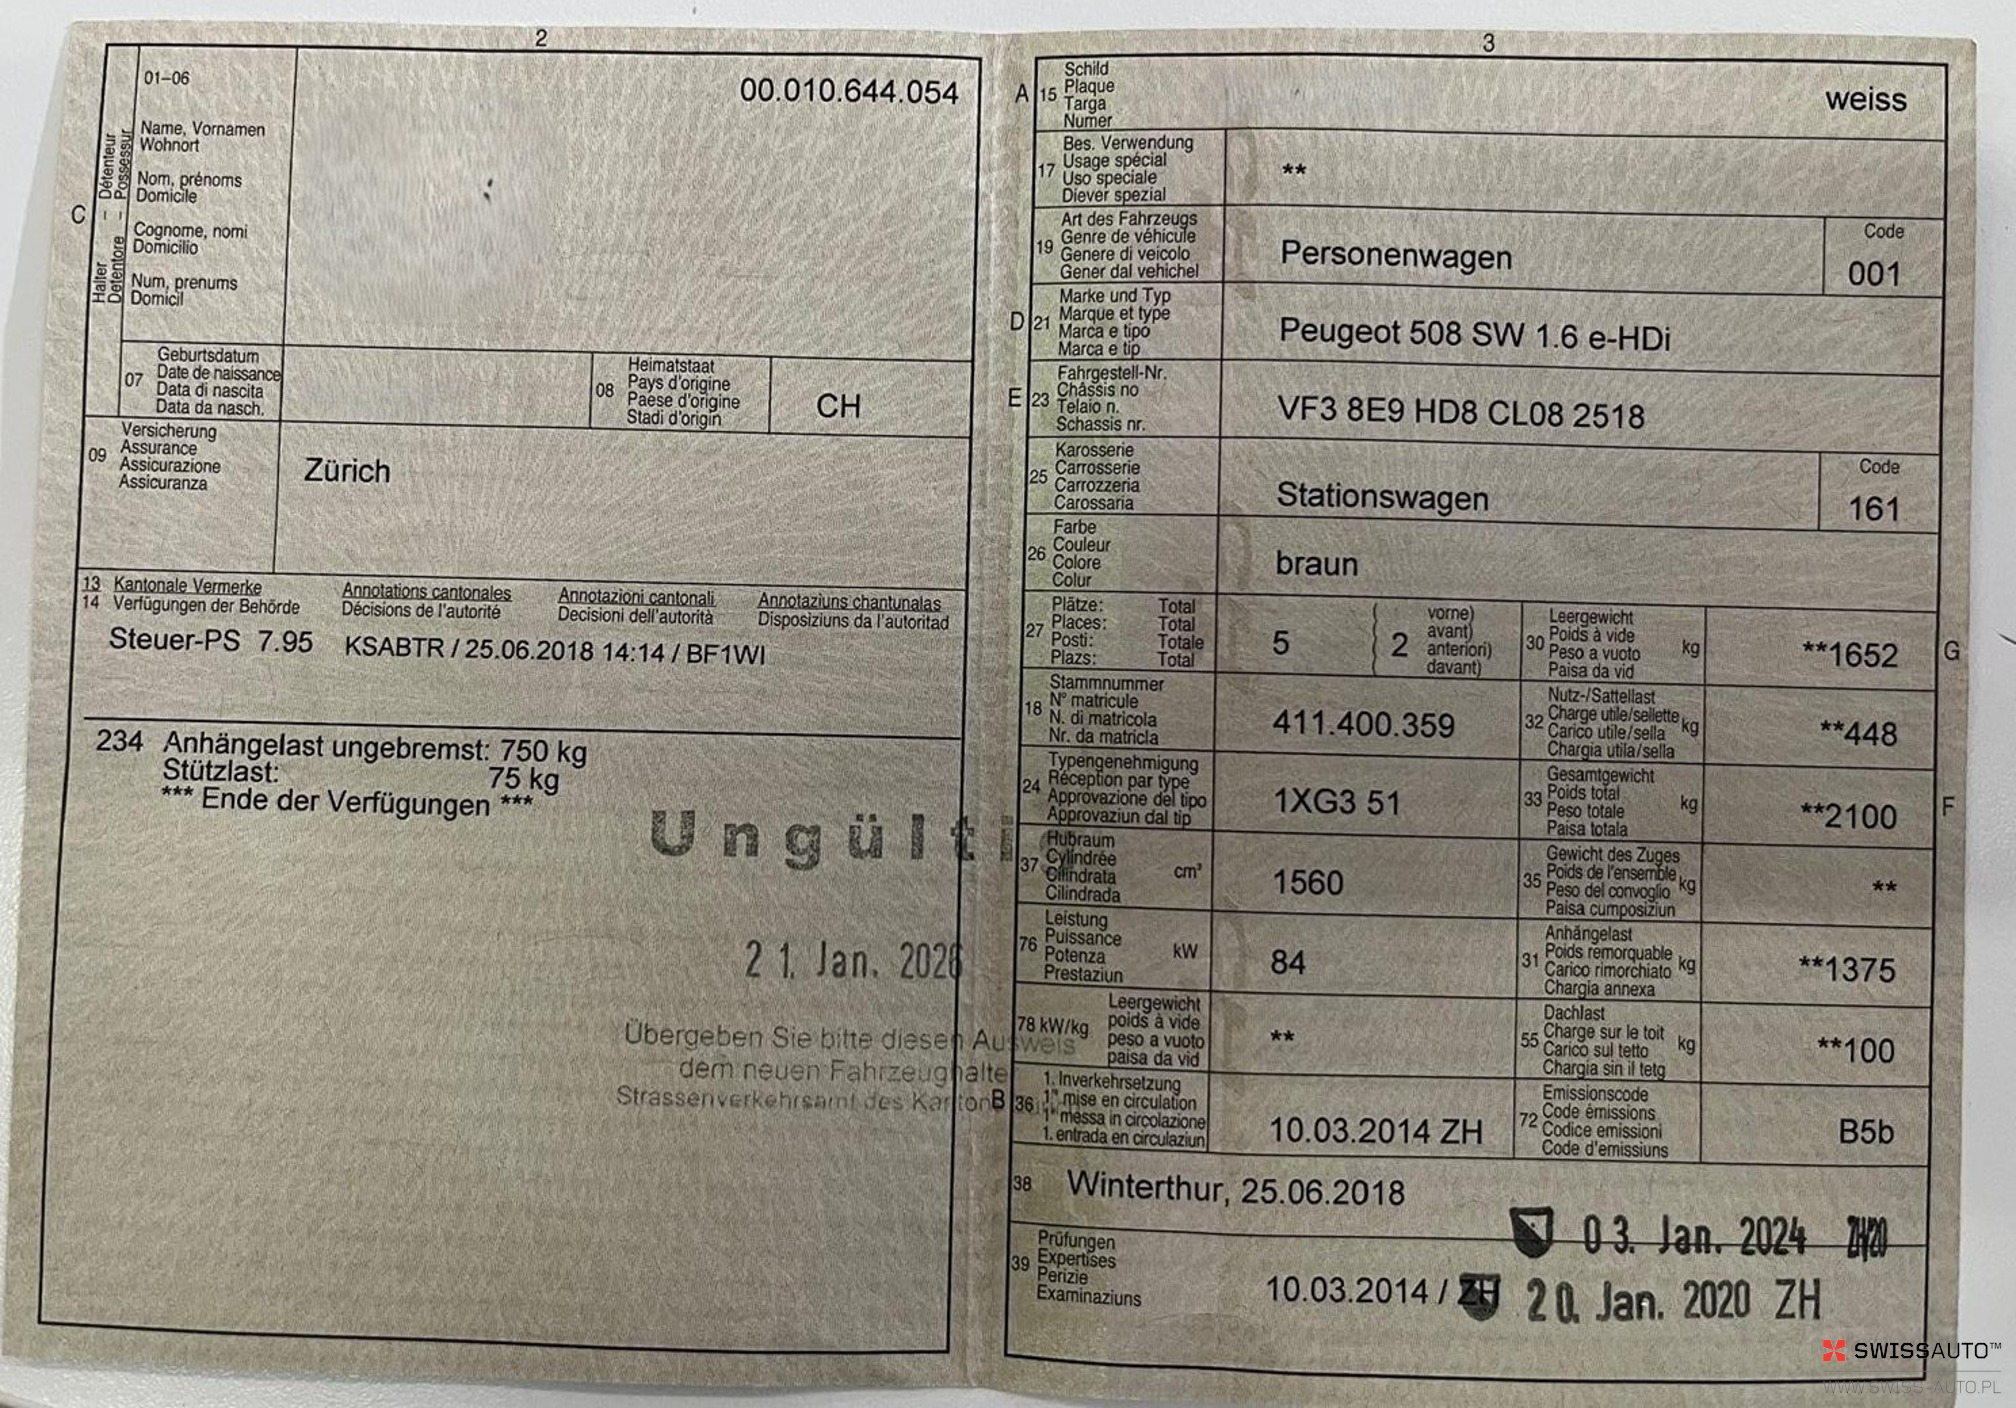 2
01-06
00.010.644.054
C
Halter - Détenteur
Detentore - Possessur
Name, Vornamen
Wohnort
Nom, prénoms
Domicile
Cognome, nomi
Domicilio
Num, prenums
Domicil
07
Geburtsdatum
Date de naissance
Data di nascita
Data da nasch.
08
Heimatstaat
Pays d'origine
Paese d'origine
Stadi d'origin
CH
09
Versicherung
Assurance
Assicurazione
Assicuranza
Zürich
13 Kantonale Vermerke Annotations cantonales Annotazioni cantonali Annotaziuns chantunalas
14 Verfügungen der Behörde Décisions de l'autorité Decisioni dell'autorità Disposiziuns da l'autoritad
Steuer-PS 7.95 KSABTR / 25.06.2018 14:14 / BF1WI
234 Anhängelast ungebremst: 750 kg
Stützlast: 75 kg
*** Ende der Verfügungen ***
Ungülti
21. Jan. 2026
Übergeben Sie bitte diesen Ausweis
dem neuen Fahrzeughalte
Strassenverkehrsamt des Kanton
3
A 15
Schild
Plaque
Targa
Numer
weiss
17
Bes. Verwendung
Usage spécial
Uso speciale
Diever spezial
**
19
Art des Fahrzeugs
Genre de véhicule
Genere di veicolo
Gener dal vehichel
Personenwagen
Code
001
D 21
Marke und Typ
Marque et type
Marca e tipo
Marca e tip
Peugeot 508 SW 1.6 e-HDi
E 23
Fahrgestell-Nr.
Châssis no
Telaio n.
Schassis nr.
VF3 8E9 HD8 CL08 2518
25
Karosserie
Carrosserie
Carrozzeria
Carossaria
Stationswagen
Code
161
26
Farbe
Couleur
Colore
Colur
braun
27
Plätze: Total
Places: Total
Posti: Totale
Plazs: Total
5
2
vorne)
avant)
anteriori)
davant)
30
Leergewicht
Poids à vide
Peso a vuoto
Paisa da vid
kg
**1652
G
18
Stammnummer
N° matricule
N. di matricola
Nr. da matricla
411.400.359
32
Nutz-/Sattellast
Charge utile/sellette
Carico utile/sella
Chargia utila/sella
kg
**448
24
Typengenehmigung
Réception par type
Approvazione del tipo
Approvaziun dal tip
1XG3 51
33
Gesamtgewicht
Poids total
Peso totale
Paisa totala
kg
**2100
F
37
Hubraum
Cylindrée
Cilindrata
Cilindrada
cm³
1560
35
Gewicht des Zuges
Poids de l'ensemble
Peso del convoglio
Paisa cumposiziun
kg
**
76
Leistung
Puissance
Potenza
Prestaziun
kW
84
31
Anhängelast
Poids remorquable
Carico rimorchiato
Chargia annexa
kg
**1375
78 kW/kg
Leergewicht
poids à vide
peso a vuoto
paisa da vid
**
55
Dachlast
Charge sur le toit
Carico sul tetto
Chargia sin il tetg
kg
**100
B 36
1. Inverkehrsetzung
1re mise en circulation
1a messa in circolazione
1. entrada en circulaziun
10.03.2014 ZH
72
Emissionscode
Code émissions
Codice emissioni
Code d'emissiuns
B5b
38
Winterthur, 25.06.2018
03. Jan. 2024
39
Prüfungen
Expertises
Perizie
Examinaziuns
10.03.2014 / ZH 20. Jan. 2020 ZH
SWISSAUTO™
WWW.SWISS-AUTO.PL